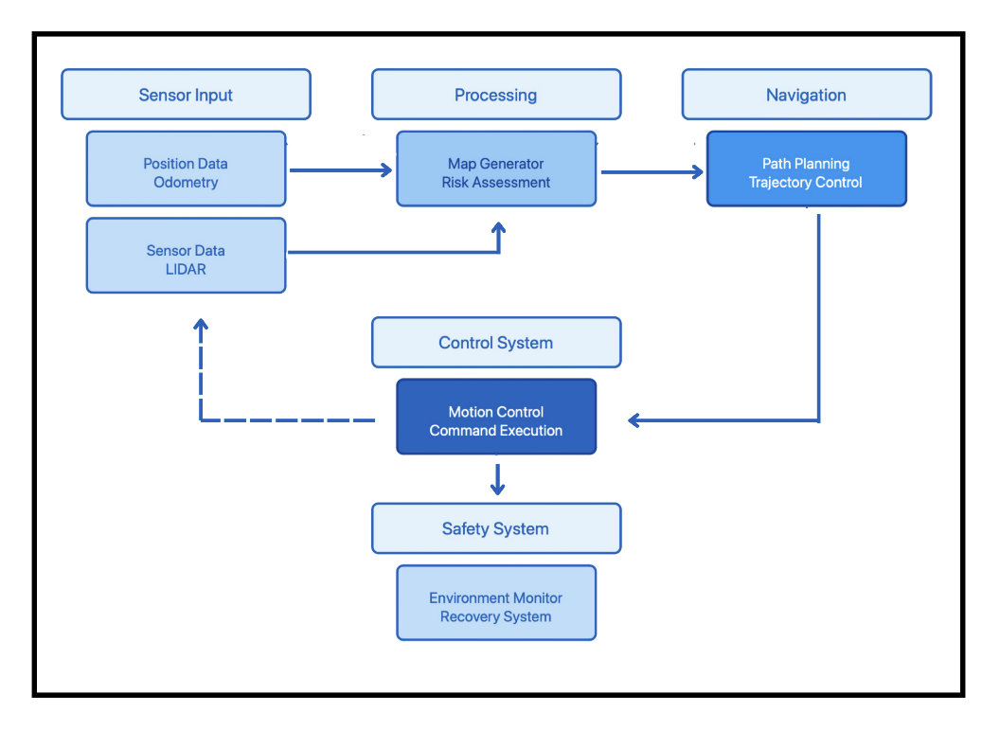 Sensor Input
Processing
Navigation
Position Data
Odometry
Map Generator
Risk Assessment
Path Planning
Trajectory Control
Sensor Data
LIDAR
Control System
Motion Control
Command Execution
Safety System
Environment Monitor
Recovery System